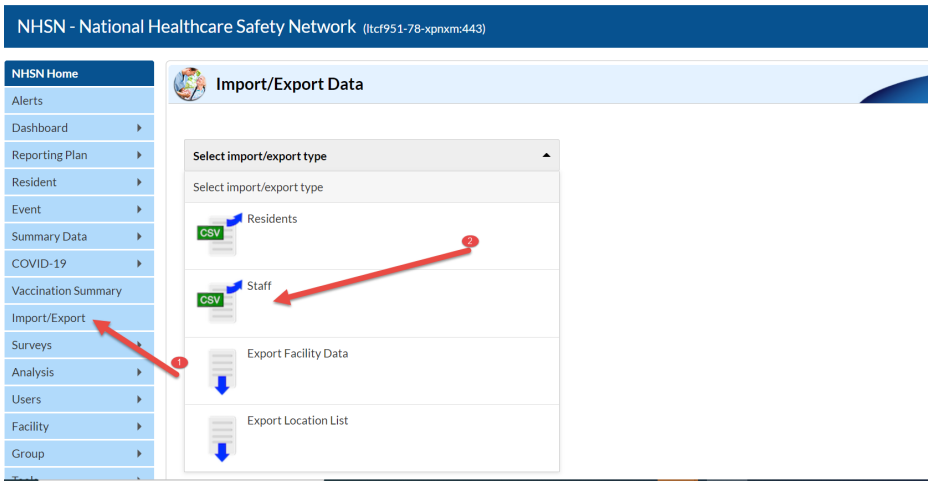 NHSN - National Healthcare Safety Network (ltcf951-78-xpnxm:443)
NHSN Home
Alerts
Dashboard
Reporting Plan
Resident
Event
Summary Data
COVID-19
Vaccination Summary
Import/Export
Surveys
Analysis
Users
Facility
Group
Tools
Import/Export Data
Select import/export type
Select import/export type
CSV
Residents
2
CSV
Staff
1
Export Facility Data
Export Location List